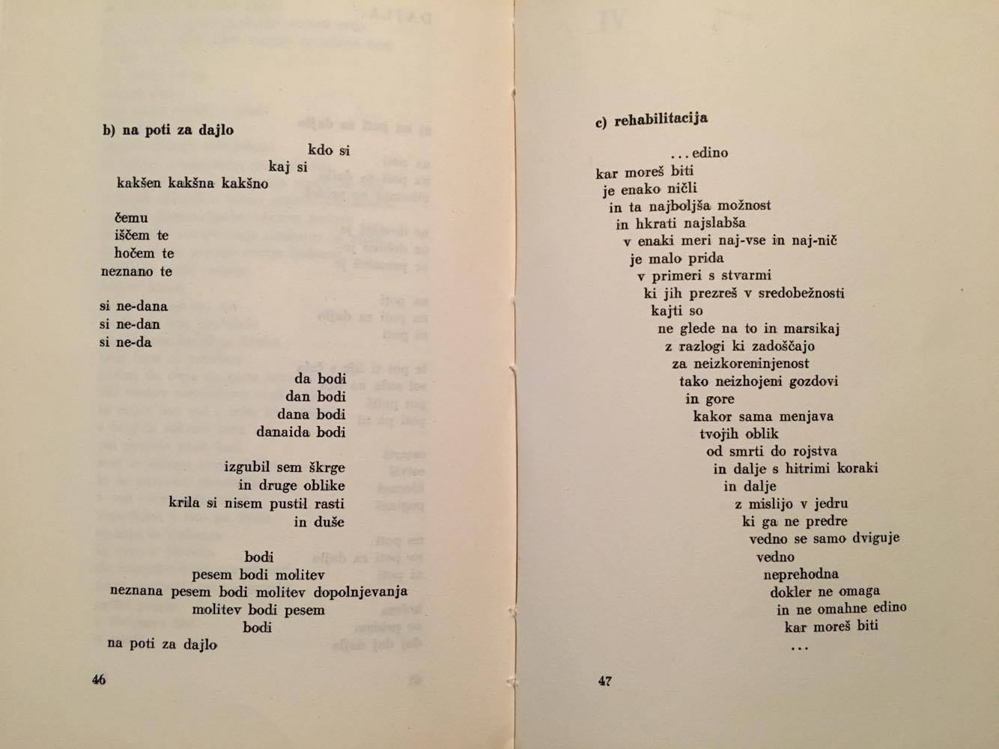 b) na poti za dajlo
kdo si
kaj si
kakšen kakšna kakšno
čemu
iščem te
hočem te
neznano te
si ne-dana
si ne-dan
si ne-da
da bodi
dan bodi
dana bodi
danaida bodi
izgubil sem škrge
in druge oblike
krila si nisem pustil rasti
in duše
bodi
pesem bodi molitev
neznana pesem bodi molitev dopolnjevanja
molitev bodi pesem
bodi
na poti za dajlo
46
c) rehabilitacija
...edino
kar moreš biti
je enako ničli
in ta najboljša možnost
in hkrati najslabša
v enaki meri naj-vse in naj-nič
je malo prida
v primeri s stvarmi
ki jih prezreš v sredobežnosti
kajti so
ne glede na to in marsikaj
z razlogi ki zadoščajo
za neizkoreninjenost
tako neizhojeni gozdovi
in gore
kakor sama menjava
tvojih oblik
od smrti do rojstva
in dalje s hitrimi koraki
in dalje
z mislijo v jedru
ki ga ne predre
vedno se samo dviguje
vedno
neprehodna
dokler ne omaga
in ne omahne edino
kar moreš biti
...
47